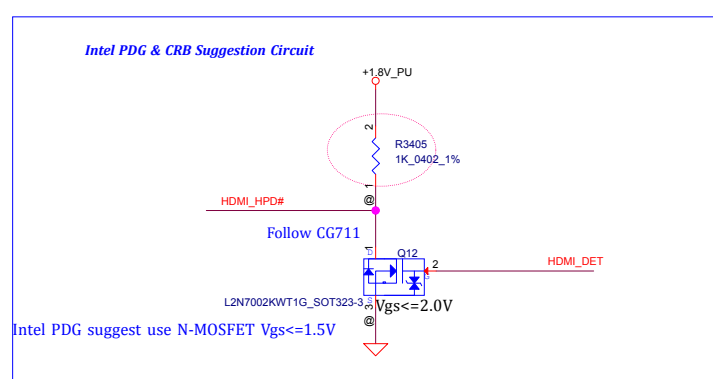 Intel PDG & CRB Suggestion Circuit
+1.8V_PU
2
R3405
1K_0402_1%
1
@
HDMI_HPD#
Follow CG711
1
D
Q12
2
G
HDMI_DET
L2N7002KWT1G_SOT323-3
S
3
Vgs<=2.0V
@
Intel PDG suggest use N-MOSFET Vgs<=1.5V